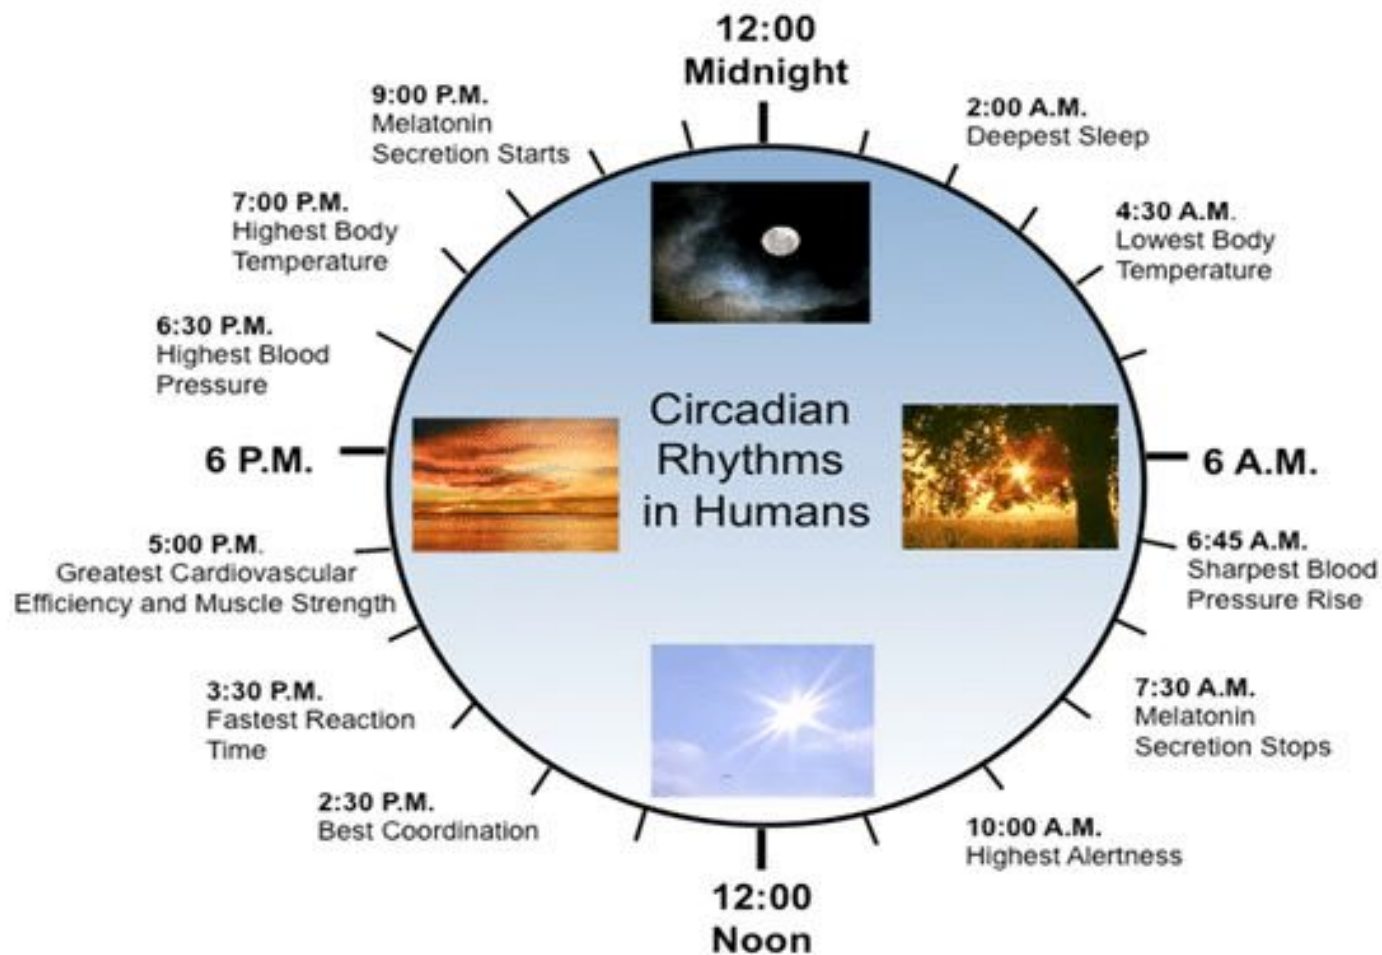 12:00
Midnight
9:00 P.M.
Melatonin
Secretion Starts
2:00 A.M.
Deepest Sleep
7:00 P.M.
Highest Body
Temperature
4:30 A.M.
Lowest Body
Temperature
6:30 P.M.
Highest Blood
Pressure
Circadian
Rhythms
in Humans
6 P.M.
6 A.M.
5:00 P.M.
Greatest Cardiovascular
Efficiency and Muscle Strength
6:45 A.M.
Sharpest Blood
Pressure Rise
3:30 P.M.
Fastest Reaction
Time
7:30 A.M.
Melatonin
Secretion Stops
2:30 P.M.
Best Coordination
10:00 A.M.
Highest Alertness
12:00
Noon